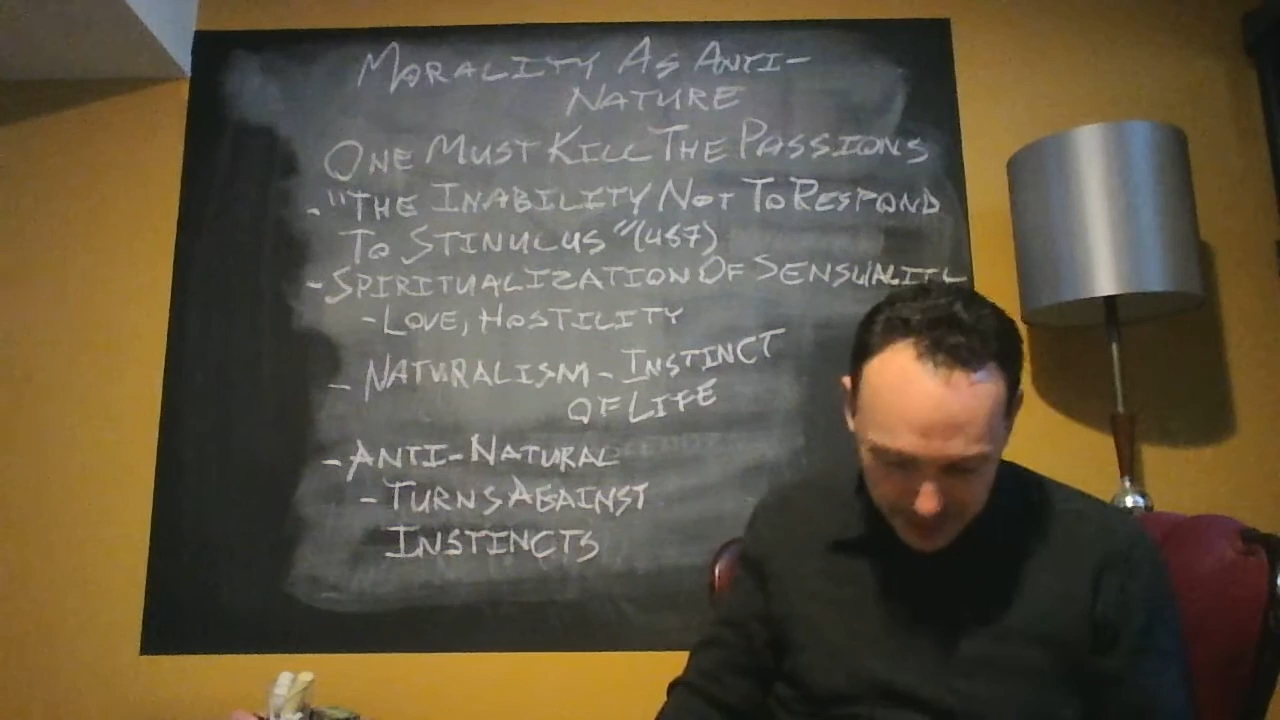 MORALITY AS ANTI-
NATURE
ONE MUST KILL THE PASSIONS
- "THE INABILITY NOT TO RESPOND
TO STINULUS" (487)
- SPIRITUALIZATION OF SENSUALITY
- LOVE, HOSTILITY
- NATURALISM - INSTINCT
OF LIFE
- ANTI-NATURAL
- TURNS AGAINST
INSTINCTS